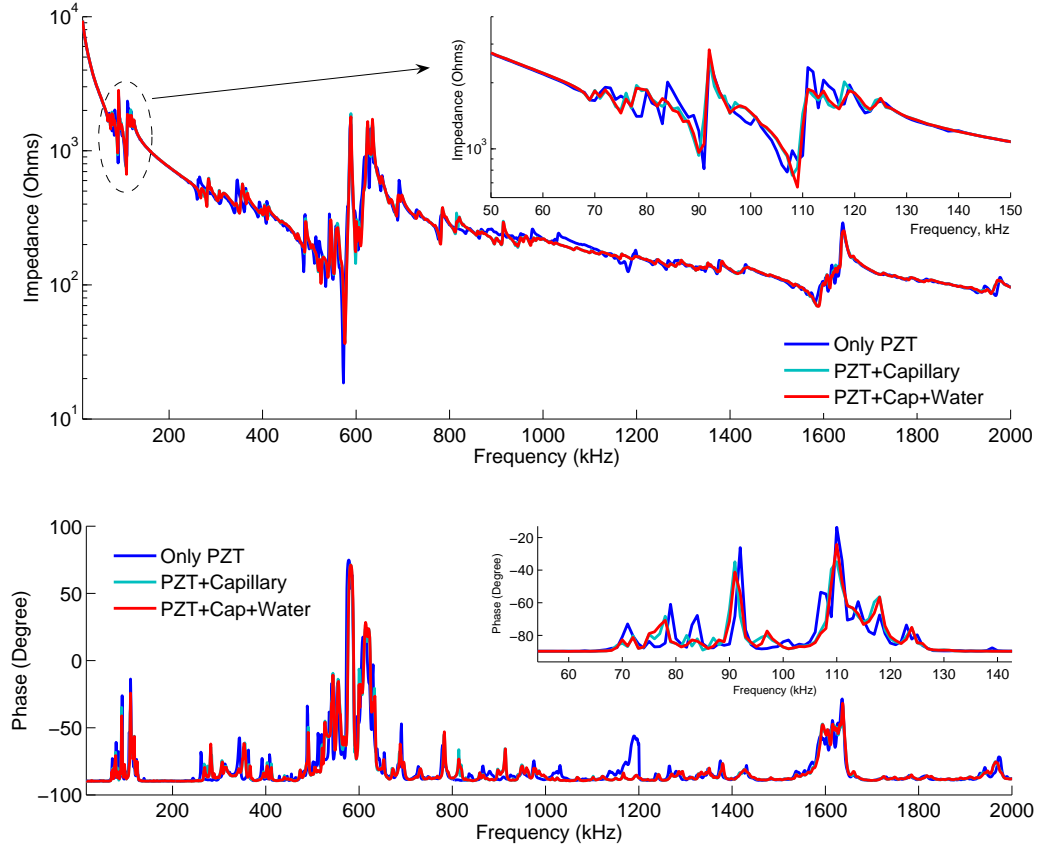 10^4
10^3
10^2
10^1
Impedance (Ohms)
200 400 600 800 1000 1200 1400 1600 1800 2000
Frequency (kHz)
Impedance (Ohms)
10^3
50 60 70 80 90 100 110 120 130 140 150
Frequency, kHz
Only PZT
PZT+Capillary
PZT+Cap+Water
100
50
0
−50
−100
Phase (Degree)
200 400 600 800 1000 1200 1400 1600 1800 2000
Frequency (kHz)
Only PZT
PZT+Capillary
PZT+Cap+Water
−20
−40
−60
−80
Phase (Degree)
60 70 80 90 100 110 120 130 140
Frequency (kHz)